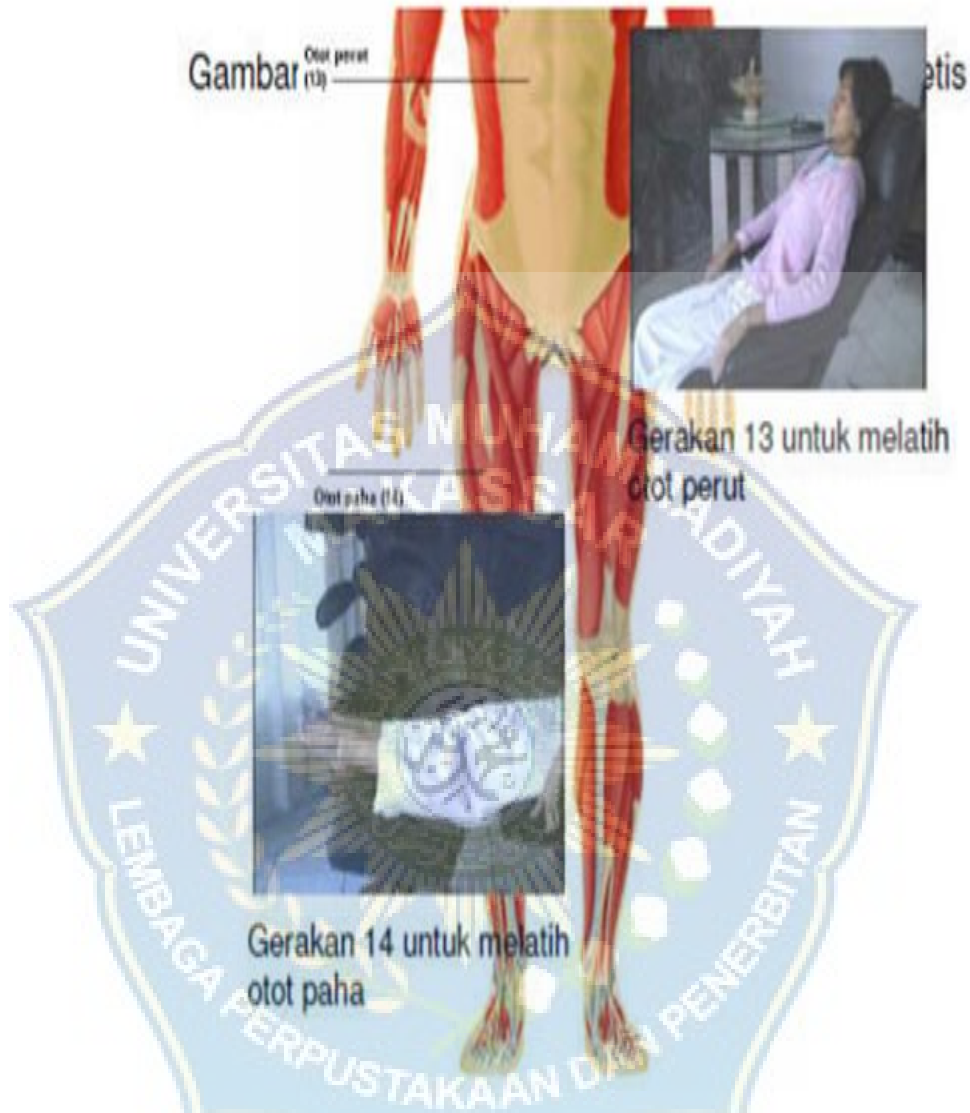 Gambar
Otot perut
(13)
etis
Gerakan 13 untuk melatih
otot perut
Otot paha (14)
Gerakan 14 untuk melatih
otot paha
UNIVERSITAS MUHAMMADIYAH
MAKASSAR
LEMBAGA PERPUSTAKAAN DAN PENERBITAN